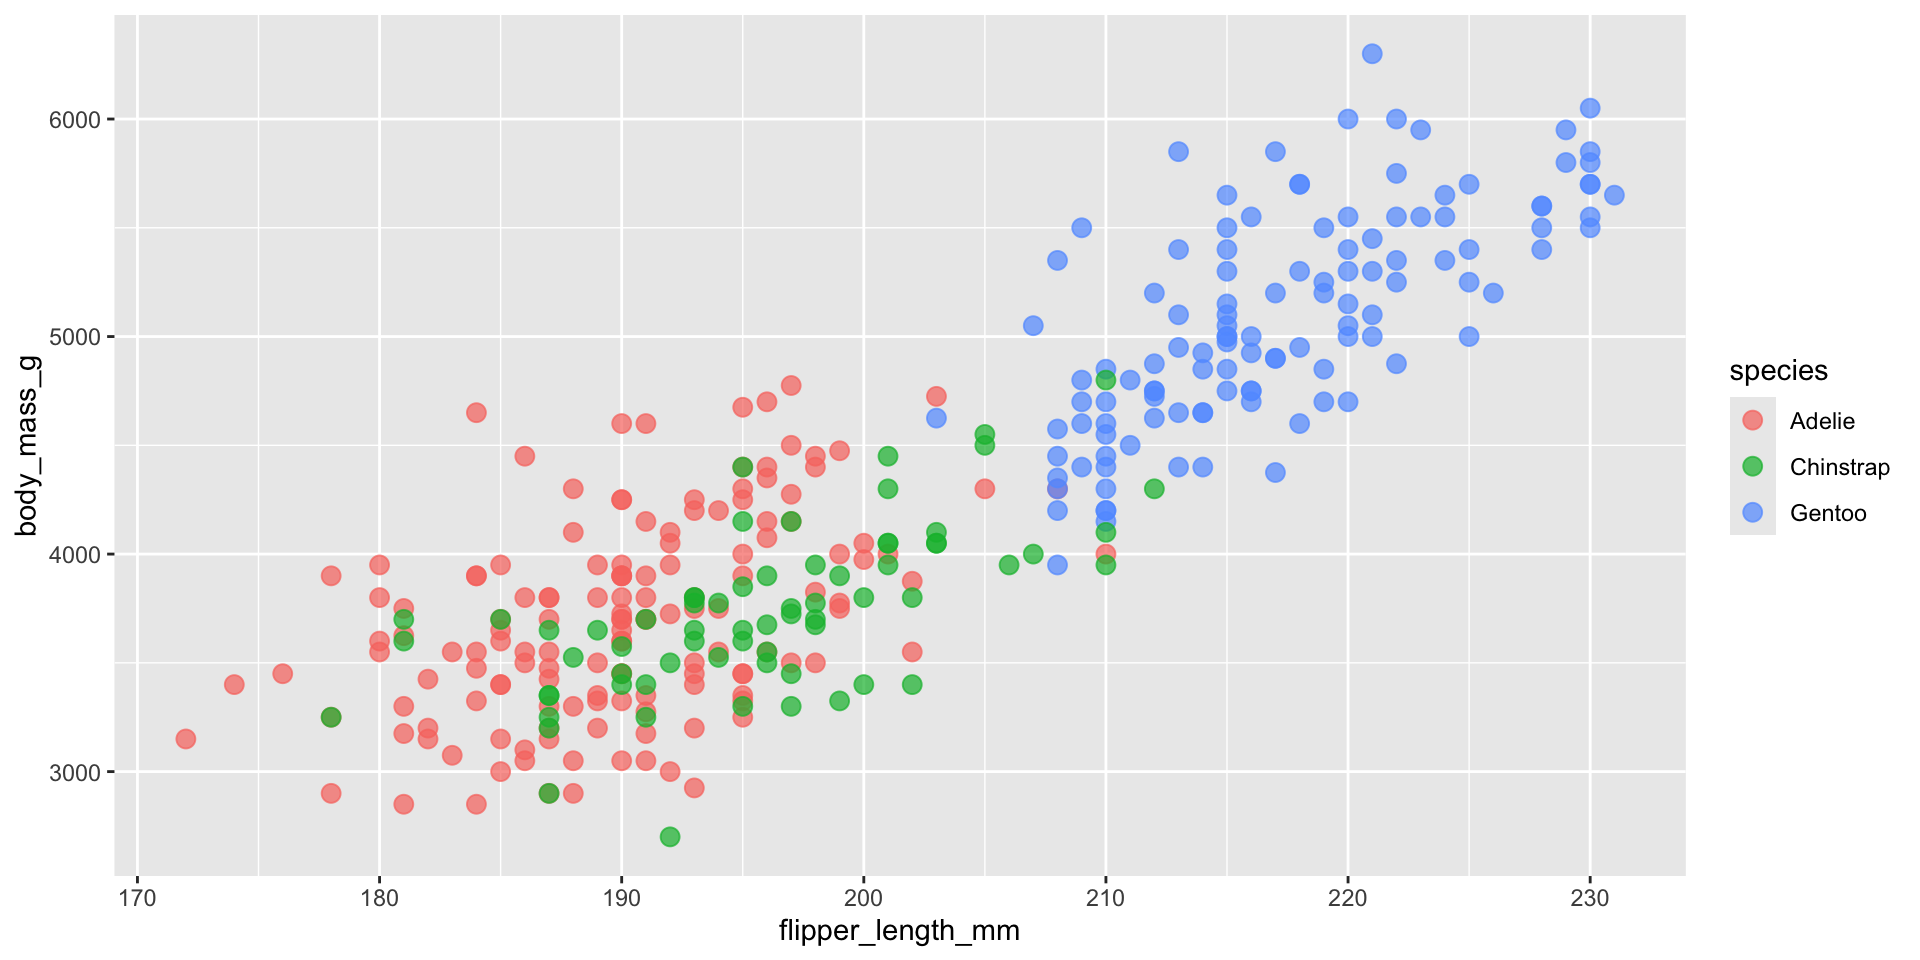 6000
5000
4000
3000
body_mass_g
170 180 190 200 210 220 230
flipper_length_mm
species
Adelie
Chinstrap
Gentoo